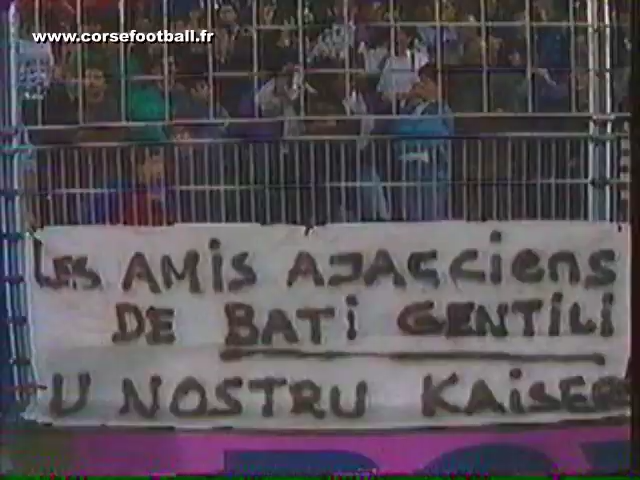 www.corsefootball.fr
LES AMiS AJACCiens
DE BATi GENTiLi
U NOSTRU KAiSER